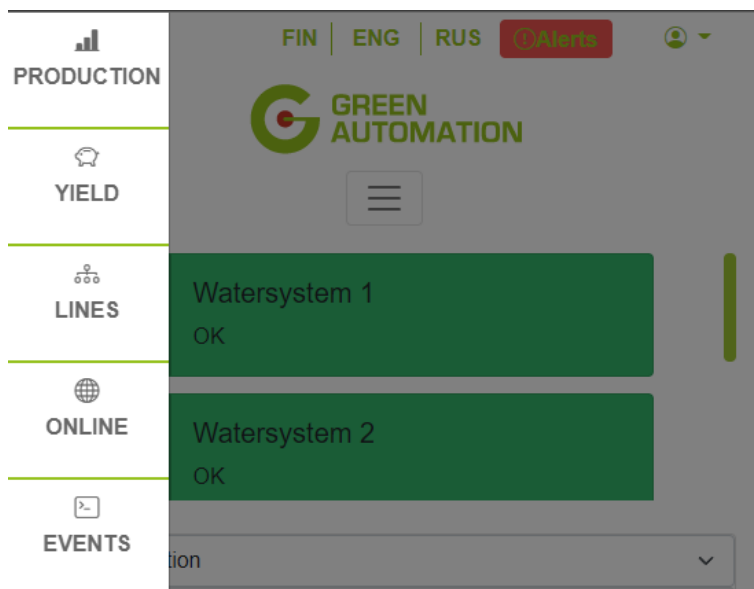 PRODUCTION
YIELD
LINES
ONLINE
EVENTS
FIN ENG RUS Alerts
GREEN
AUTOMATION
Watersystem 1
OK
Watersystem 2
OK
tion